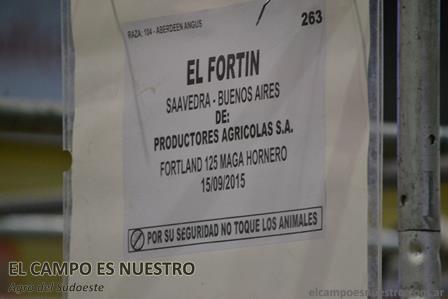 RAZA: 104 - ABERDEEN ANGUS
263
EL FORTIN
SAAVEDRA - BUENOS AIRES
DE:
PRODUCTORES AGRICOLAS S.A.
FORTLAND 125 MAGA HORNERO
15/09/2015
POR SU SEGURIDAD NO TOQUE LOS ANIMALES
EL CAMPO ES NUESTRO
Agro del Sudoeste
elcampoesnuestro.com.ar